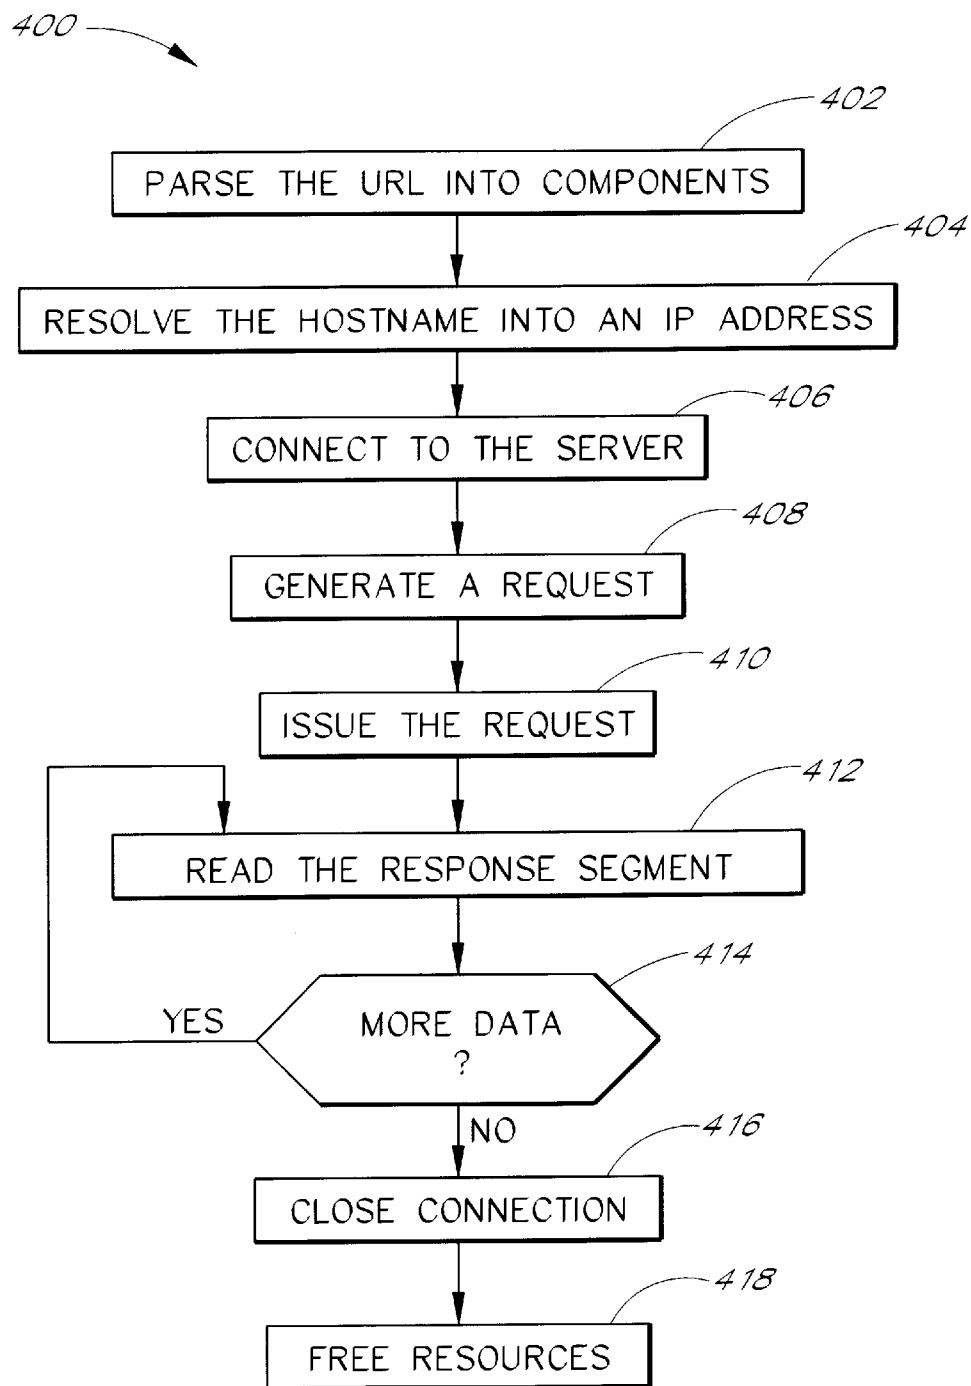 400
402
PARSE THE URL INTO COMPONENTS
404
RESOLVE THE HOSTNAME INTO AN IP ADDRESS
406
CONNECT TO THE SERVER
408
GENERATE A REQUEST
410
ISSUE THE REQUEST
412
READ THE RESPONSE SEGMENT
414
YES
MORE DATA
?
NO
416
CLOSE CONNECTION
418
FREE RESOURCES